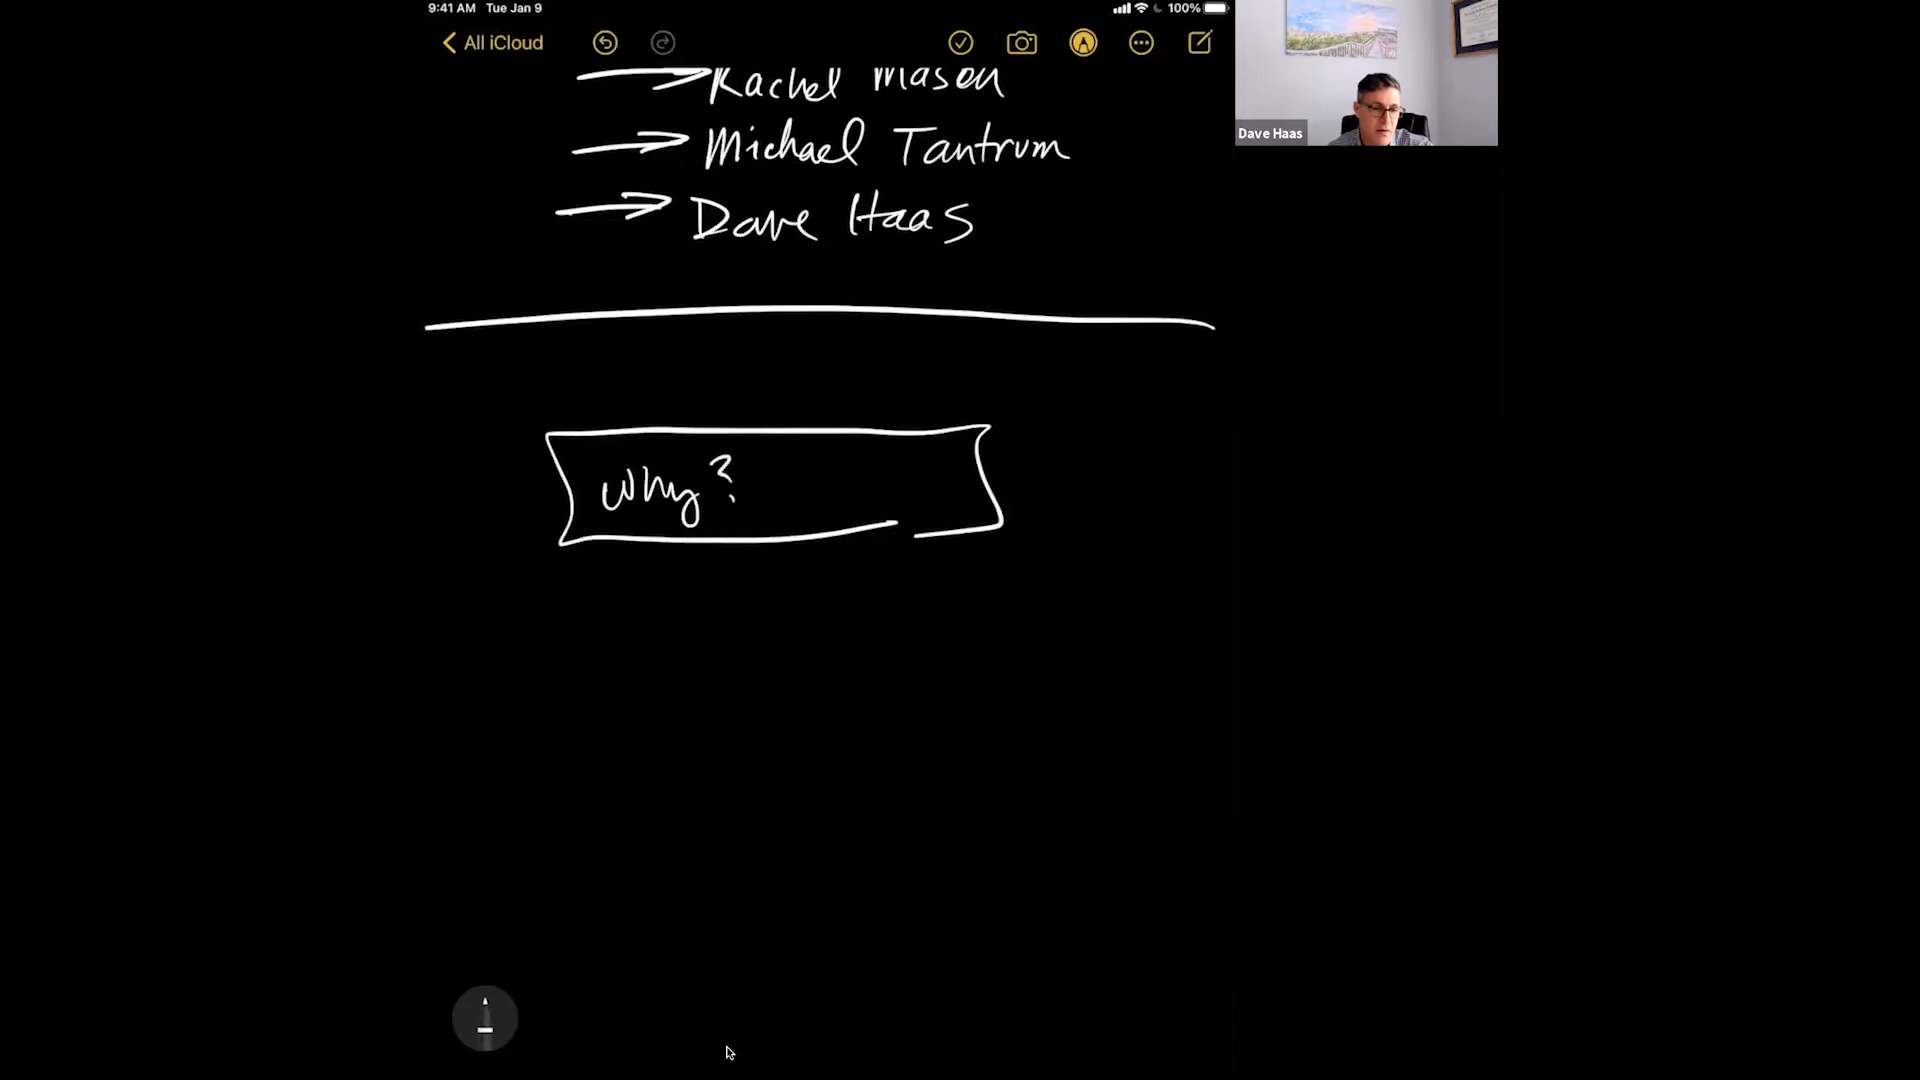 9:41 AM Tue Jan 9 100%
All iCloud
Rachel Mason
Michael Tantrum
Dave Haas
Dave Haas
Why?